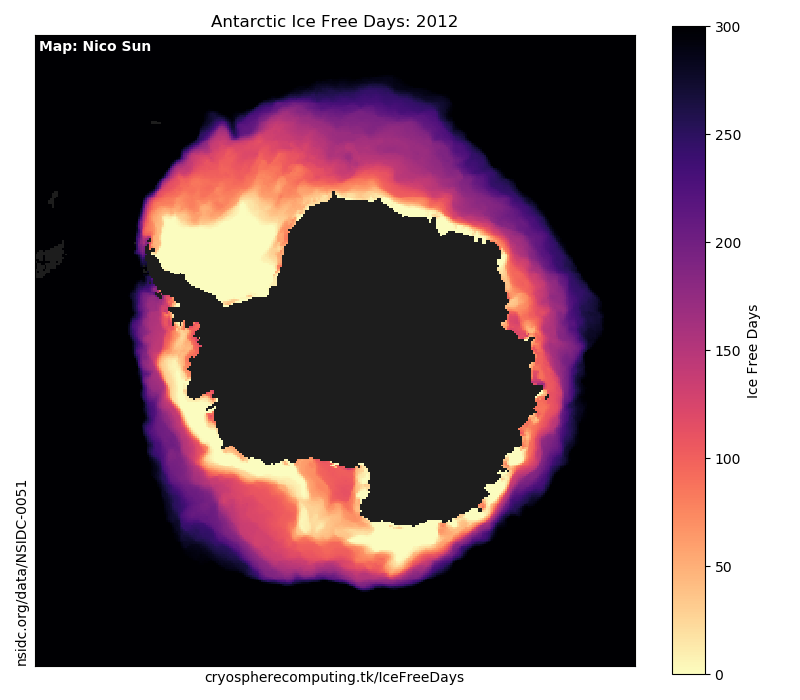 Antarctic Ice Free Days: 2012
Map: Nico Sun
300
250
200
150
100
50
0
Ice Free Days
nsidc.org/data/NSIDC-0051
cryospherecomputing.tk/IceFreeDays